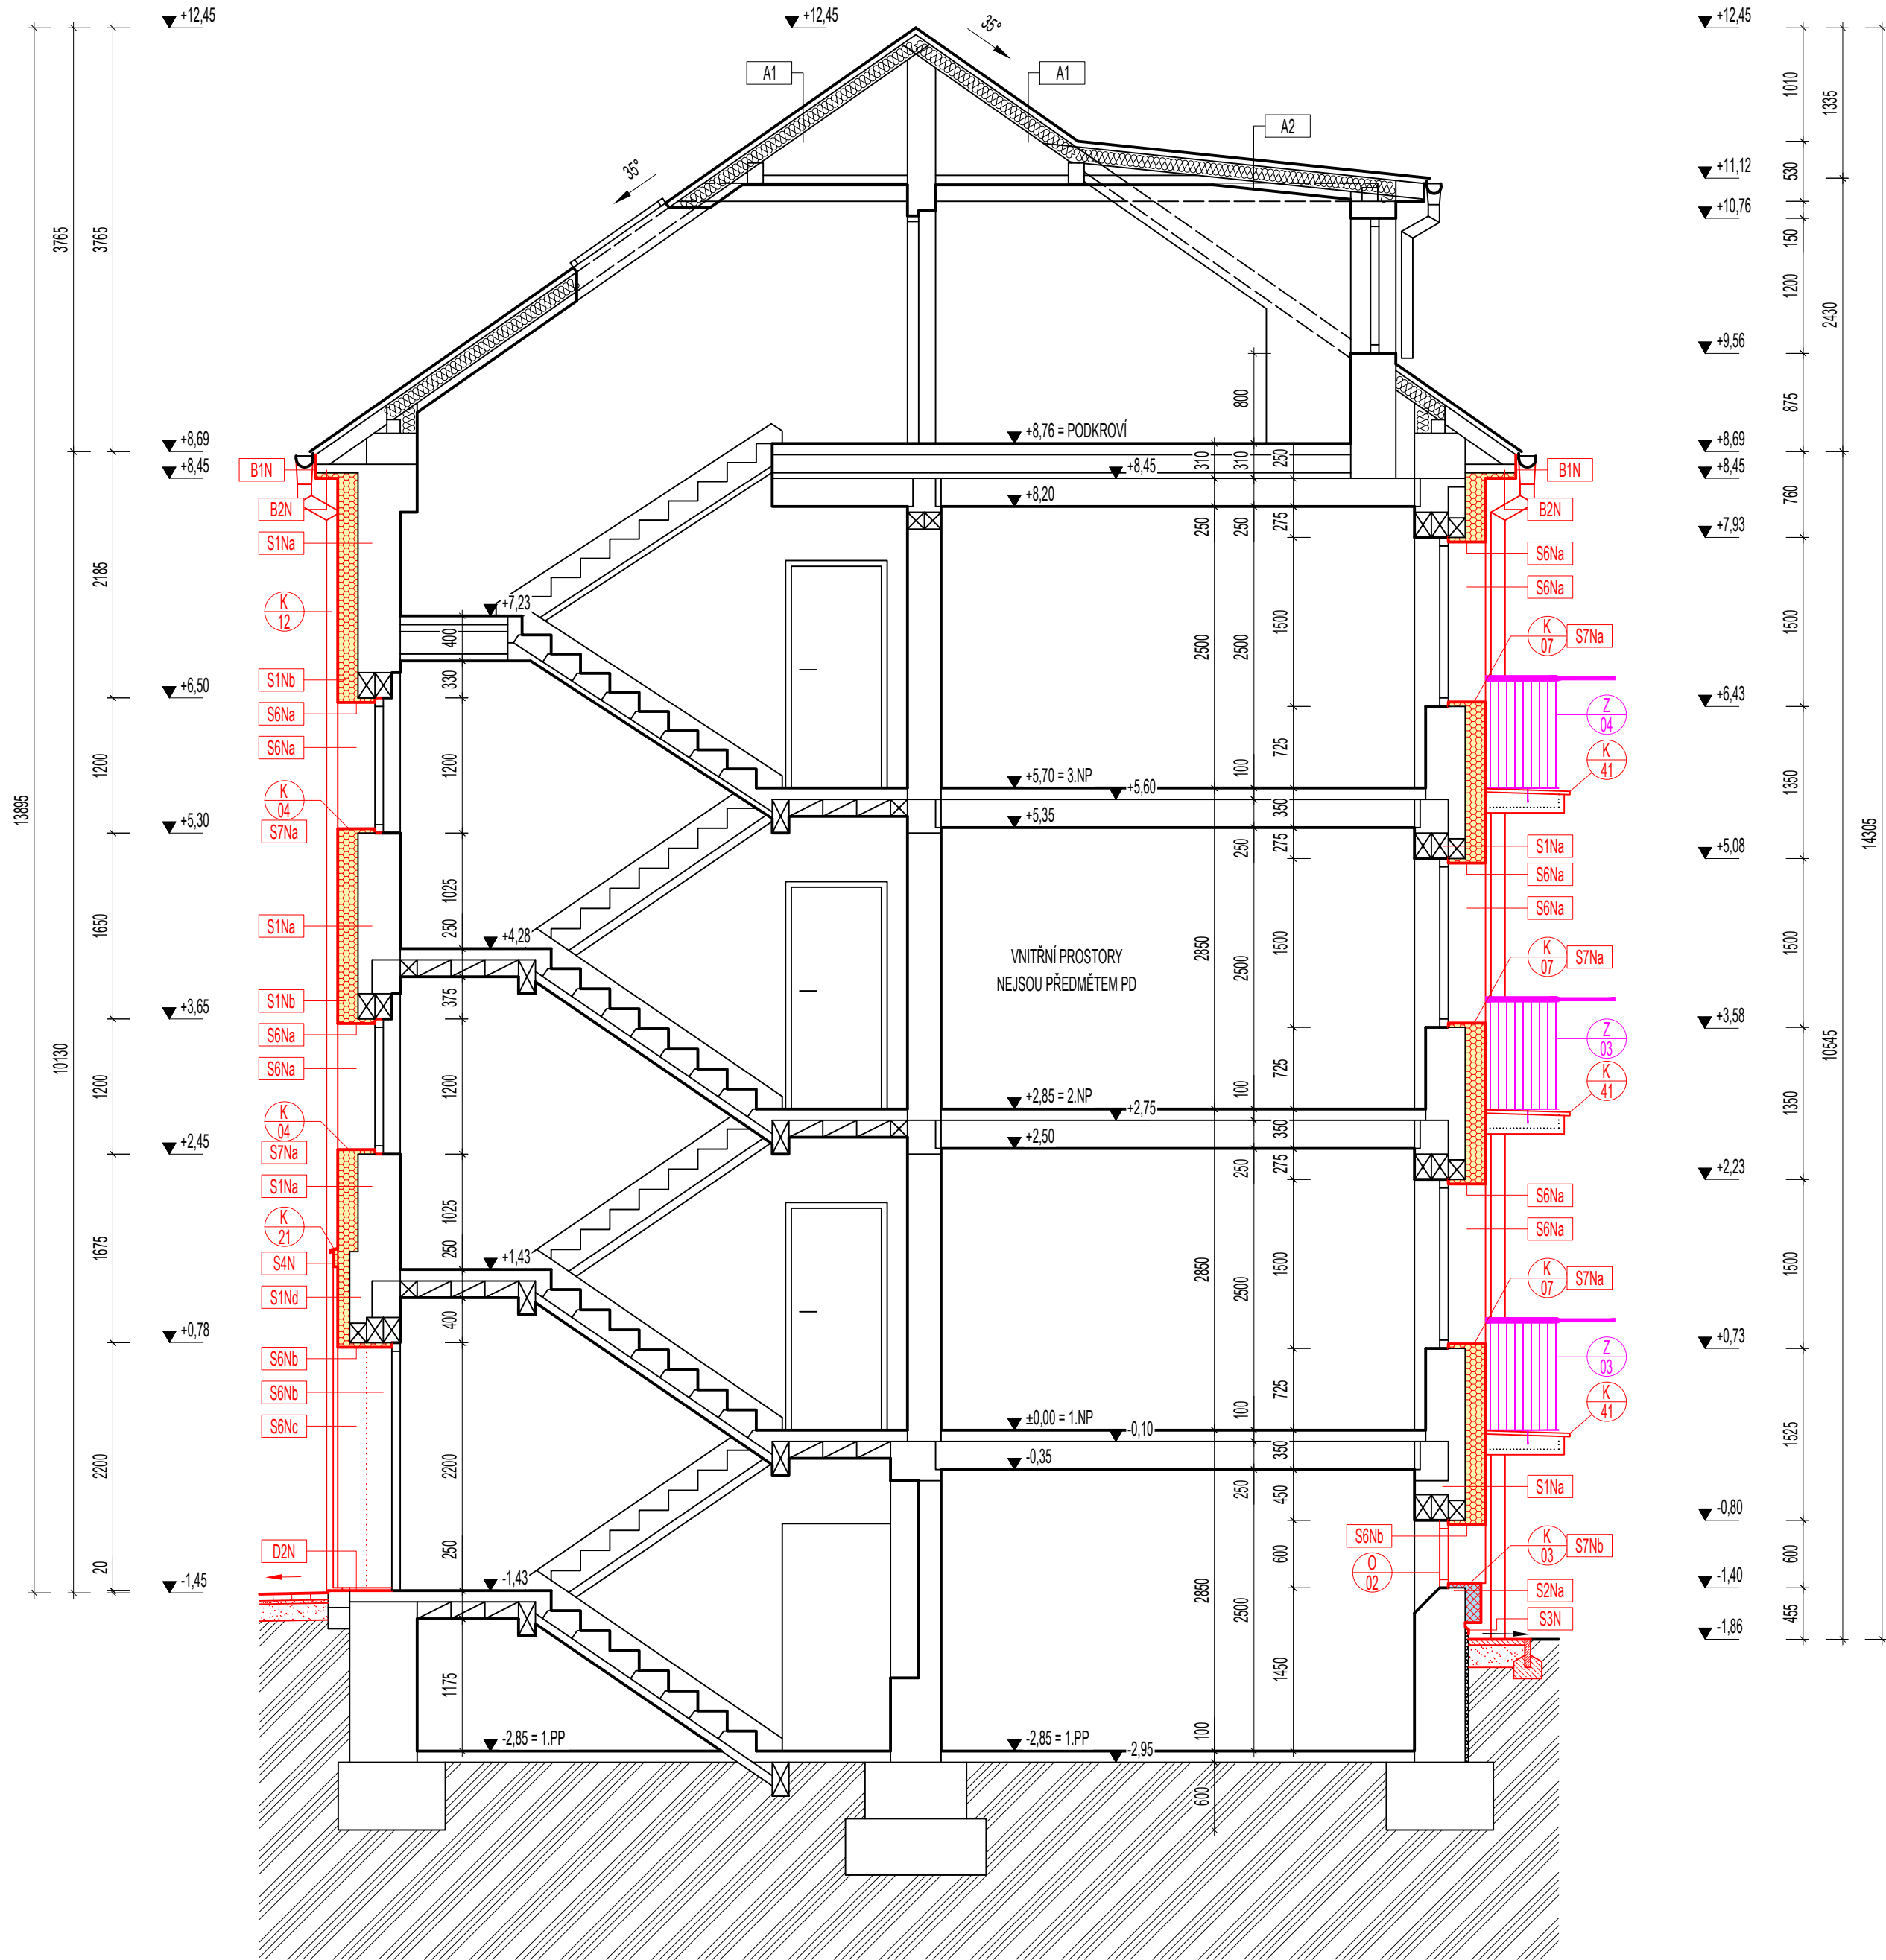 +12,45
+12,45
+12,45
35°
A1
A1
A2
35°
1010
1335
530
+11,12
+10,76
150
1200
2430
+9,56
875
3765
3765
800
+8,69
+8,45
+8,76 = PODKROVÍ
+8,45
310
310
250
+8,69
+8,45
B1N
B2N
S1Na
B1N
B2N
+8,20
250
250
275
760
+7,93
S6Na
S6Na
2185
K
12
+7,23
400
330
2500
2500
1500
1500
K
07
S7Na
S1Nb
S6Na
S6Na
+6,50
+6,43
Z
04
K
41
1200
1200
725
100
1350
+5,70 = 3.NP
+5,60
+5,35
K
04
S7Na
+5,30
350
250
275
S1Na
S6Na
S6Na
+5,08
13895
14305
1025
250
1650
S1Na
+4,28
VNITŘNÍ PROSTORY
NEJSOU PŘEDMĚTEM PD
2850
2500
1500
1500
K
07
S7Na
375
S1Nb
S6Na
S6Na
+3,65
+3,58
Z
03
K
41
10130
10545
1200
1200
725
100
1350
+2,85 = 2.NP
+2,75
+2,50
K
04
S7Na
+2,45
S1Na
350
250
275
+2,23
S6Na
S6Na
1025
250
1675
K
21
S4N
S1Nd
+1,43
2850
2500
1500
1500
K
07
S7Na
400
+0,78
+0,73
S6Nb
S6Nb
S6Nc
Z
03
K
41
725
100
1525
±0,00 = 1.NP
-0,10
-0,35
2200
2200
350
250
450
S1Na
-0,80
S6Nb
O
02
K
03
S7Nb
S2Na
S3N
250
20
D2N
-1,45
-1,43
2850
2500
600
600
-1,40
455
-1,86
1175
1450
-2,85 = 1.PP
-2,85 = 1.PP
-2,95
100
600